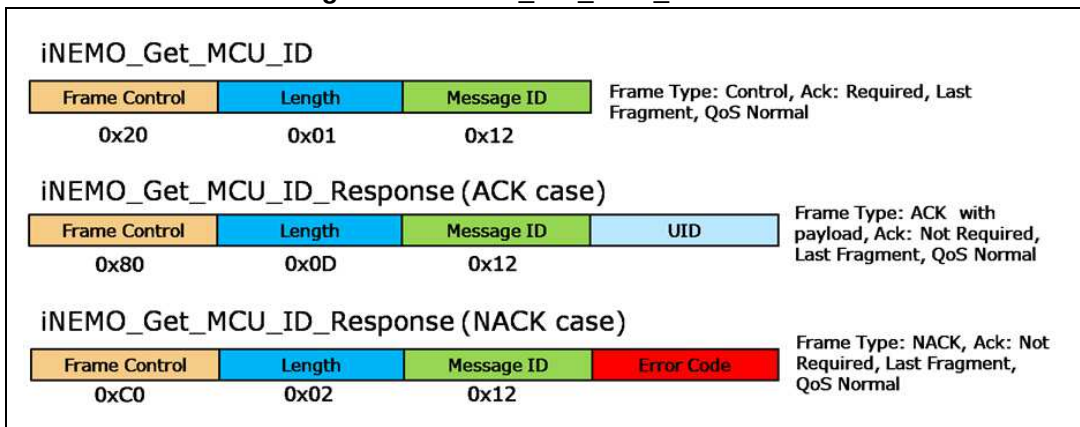 iNEMO_Get_MCU_ID
Frame Control Length Message ID
0x20 0x01 0x12
Frame Type: Control, Ack: Required, Last
Fragment, QoS Normal
iNEMO_Get_MCU_ID_Response (ACK case)
Frame Control Length Message ID UID
0x80 0x0D 0x12
Frame Type: ACK with
payload, Ack: Not Required,
Last Fragment, QoS Normal
iNEMO_Get_MCU_ID_Response (NACK case)
Frame Control Length Message ID Error Code
0xC0 0x02 0x12
Frame Type: NACK, Ack: Not
Required, Last Fragment,
QoS Normal